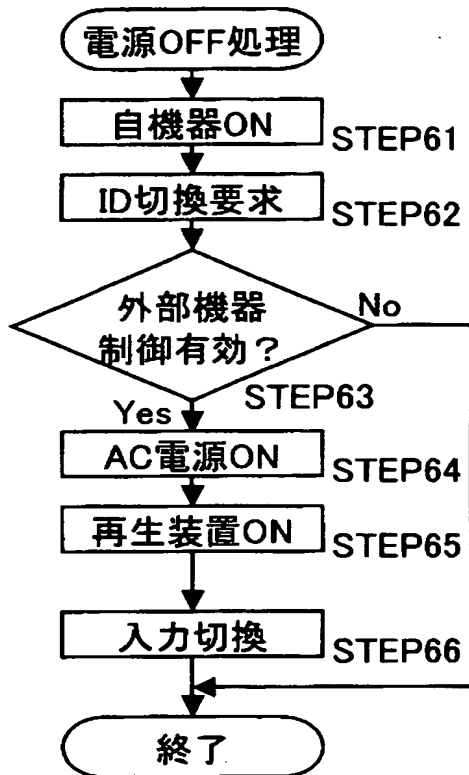 電源OFF処理
自機器ON
STEP61
ID切換要求
STEP62
外部機器
制御有効？
No
STEP63
Yes
AC電源ON
STEP64
再生装置ON
STEP65
入力切換
STEP66
終了